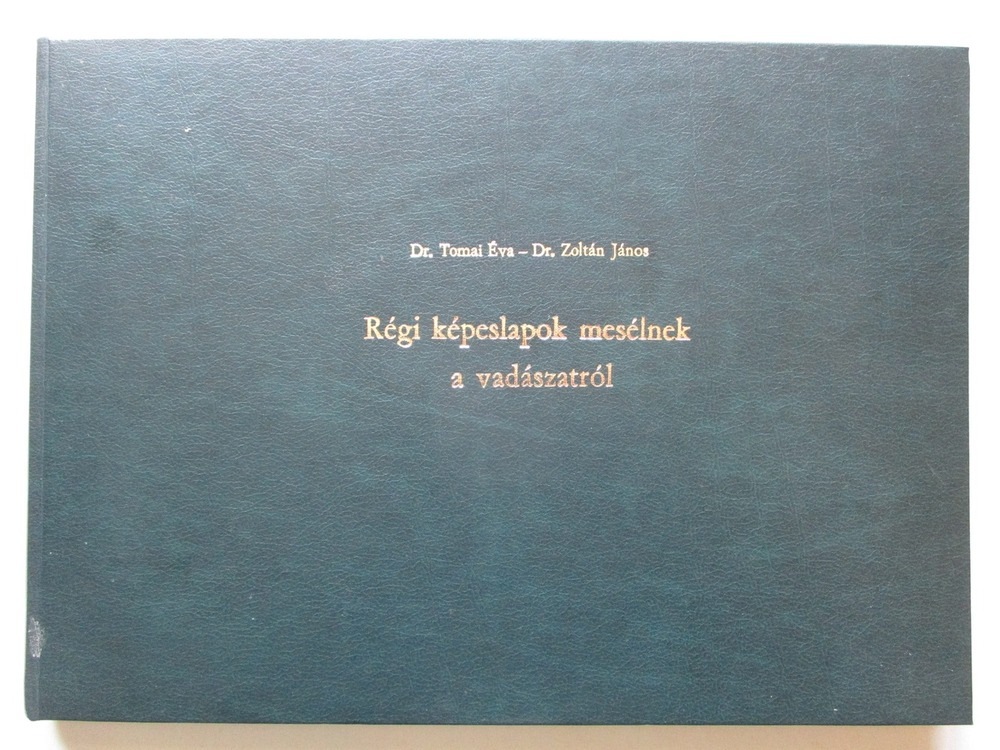 Dr. Tomai Éva – Dr. Zoltán János
Régi képeslapok mesélnek
a vadászatról